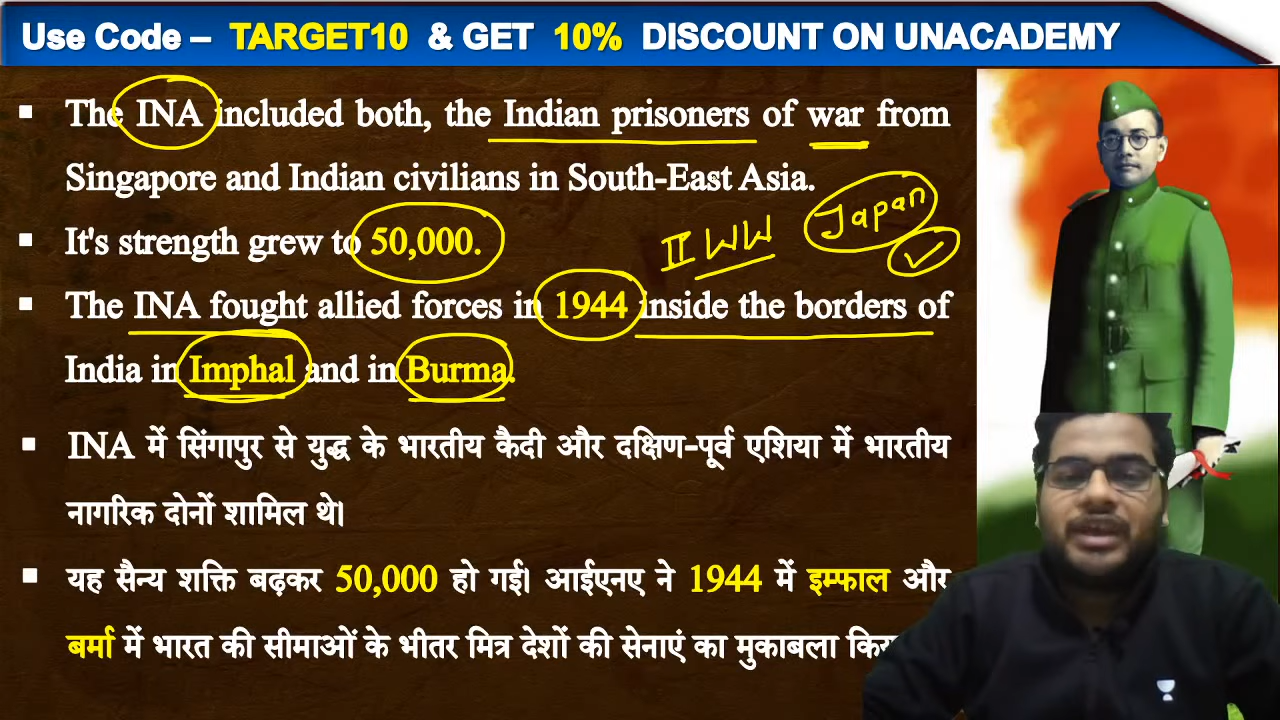 Use Code – TARGET10 & GET 10% DISCOUNT ON UNACADEMY
▪ The INA included both, the Indian prisoners of war from
Singapore and Indian civilians in South-East Asia.
Japan
▪ It's strength grew to 50,000.
II WW
▪ The INA fought allied forces in 1944 inside the borders of
India in Imphal and in Burma.
▪ INA में सिंगापुर से युद्ध के भारतीय कैदी और दक्षिण-पूर्व एशिया में भारतीय
नागरिक दोनों शामिल थे।
▪ यह सैन्य शक्ति बढ़कर 50,000 हो गई। आईएनए ने 1944 में इम्फाल और
बर्मा में भारत की सीमाओं के भीतर मित्र देशों की सेनाएं का मुकाबला